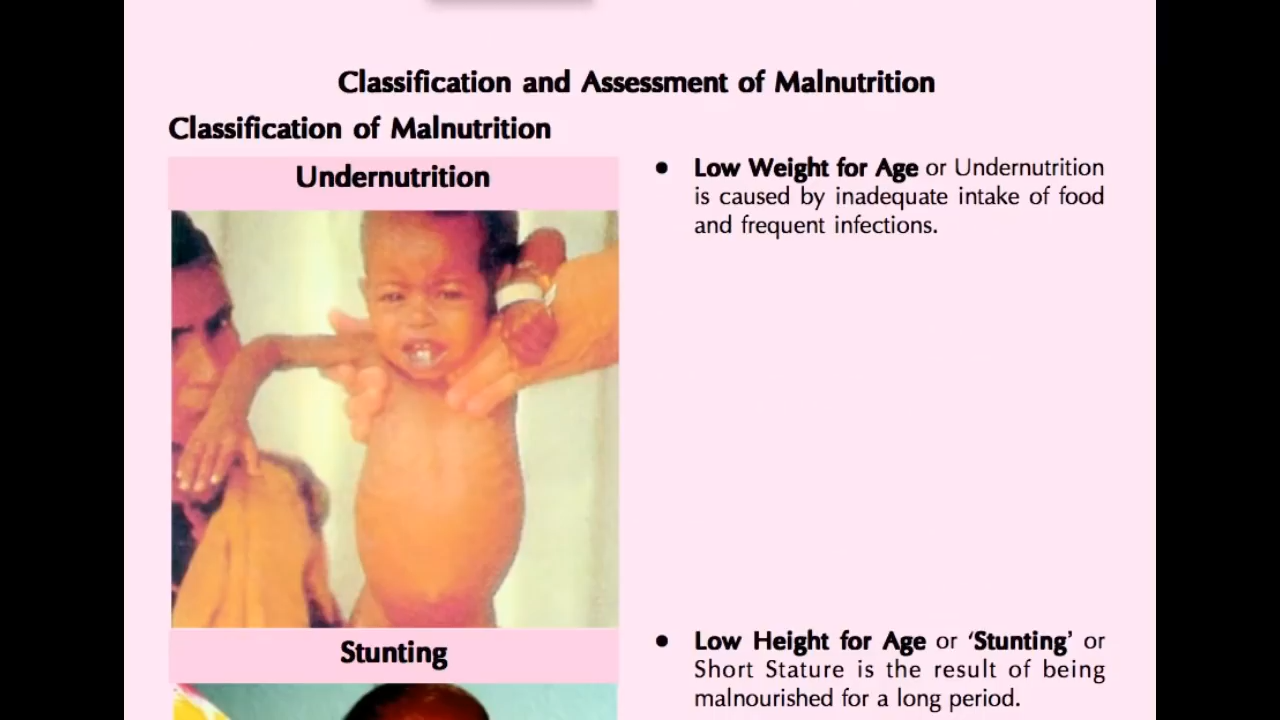 Classification and Assessment of Malnutrition
Classification of Malnutrition
Undernutrition
● Low Weight for Age or Undernutrition
is caused by inadequate intake of food
and frequent infections.
Stunting
● Low Height for Age or ‘Stunting’ or
Short Stature is the result of being
malnourished for a long period.